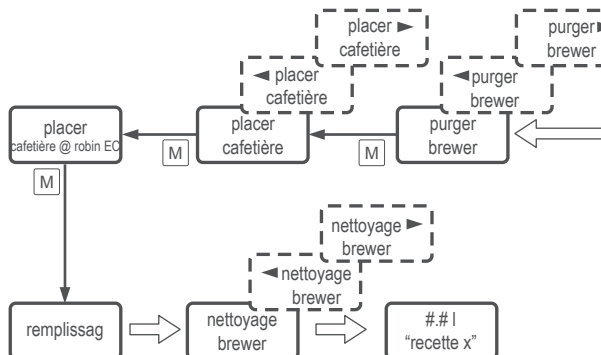 placer ►
cafetière
purger ►
brewer
◄ placer
cafetière
◄ purger
brewer
placer
cafetière @ robin EC
M
placer
cafetière
M
purger
brewer
M
nettoyage ►
brewer
◄ nettoyage
brewer
remplissag
nettoyage
brewer
#.# l
“recette x”